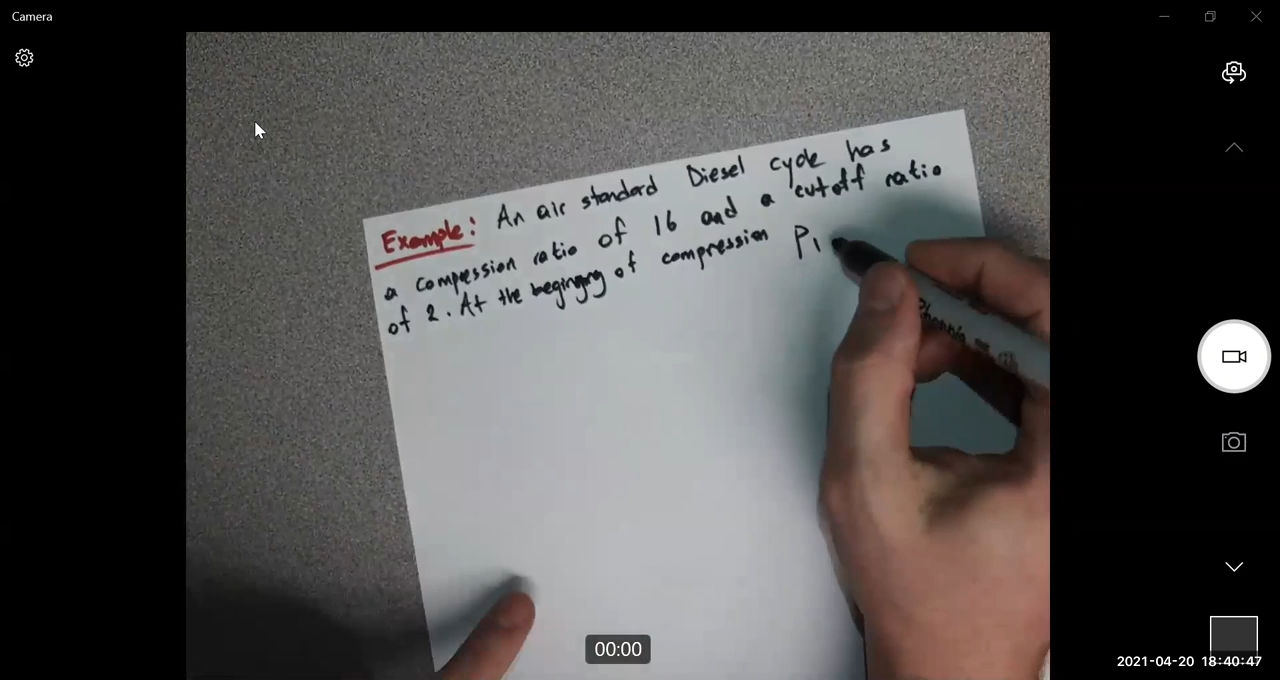 Camera
Example: An air standard Diesel cycle has
a compression ratio of 16 and a cutoff ratio
of 2. At the beginging of compression P1
00:00
2021-04-20 18:40:47